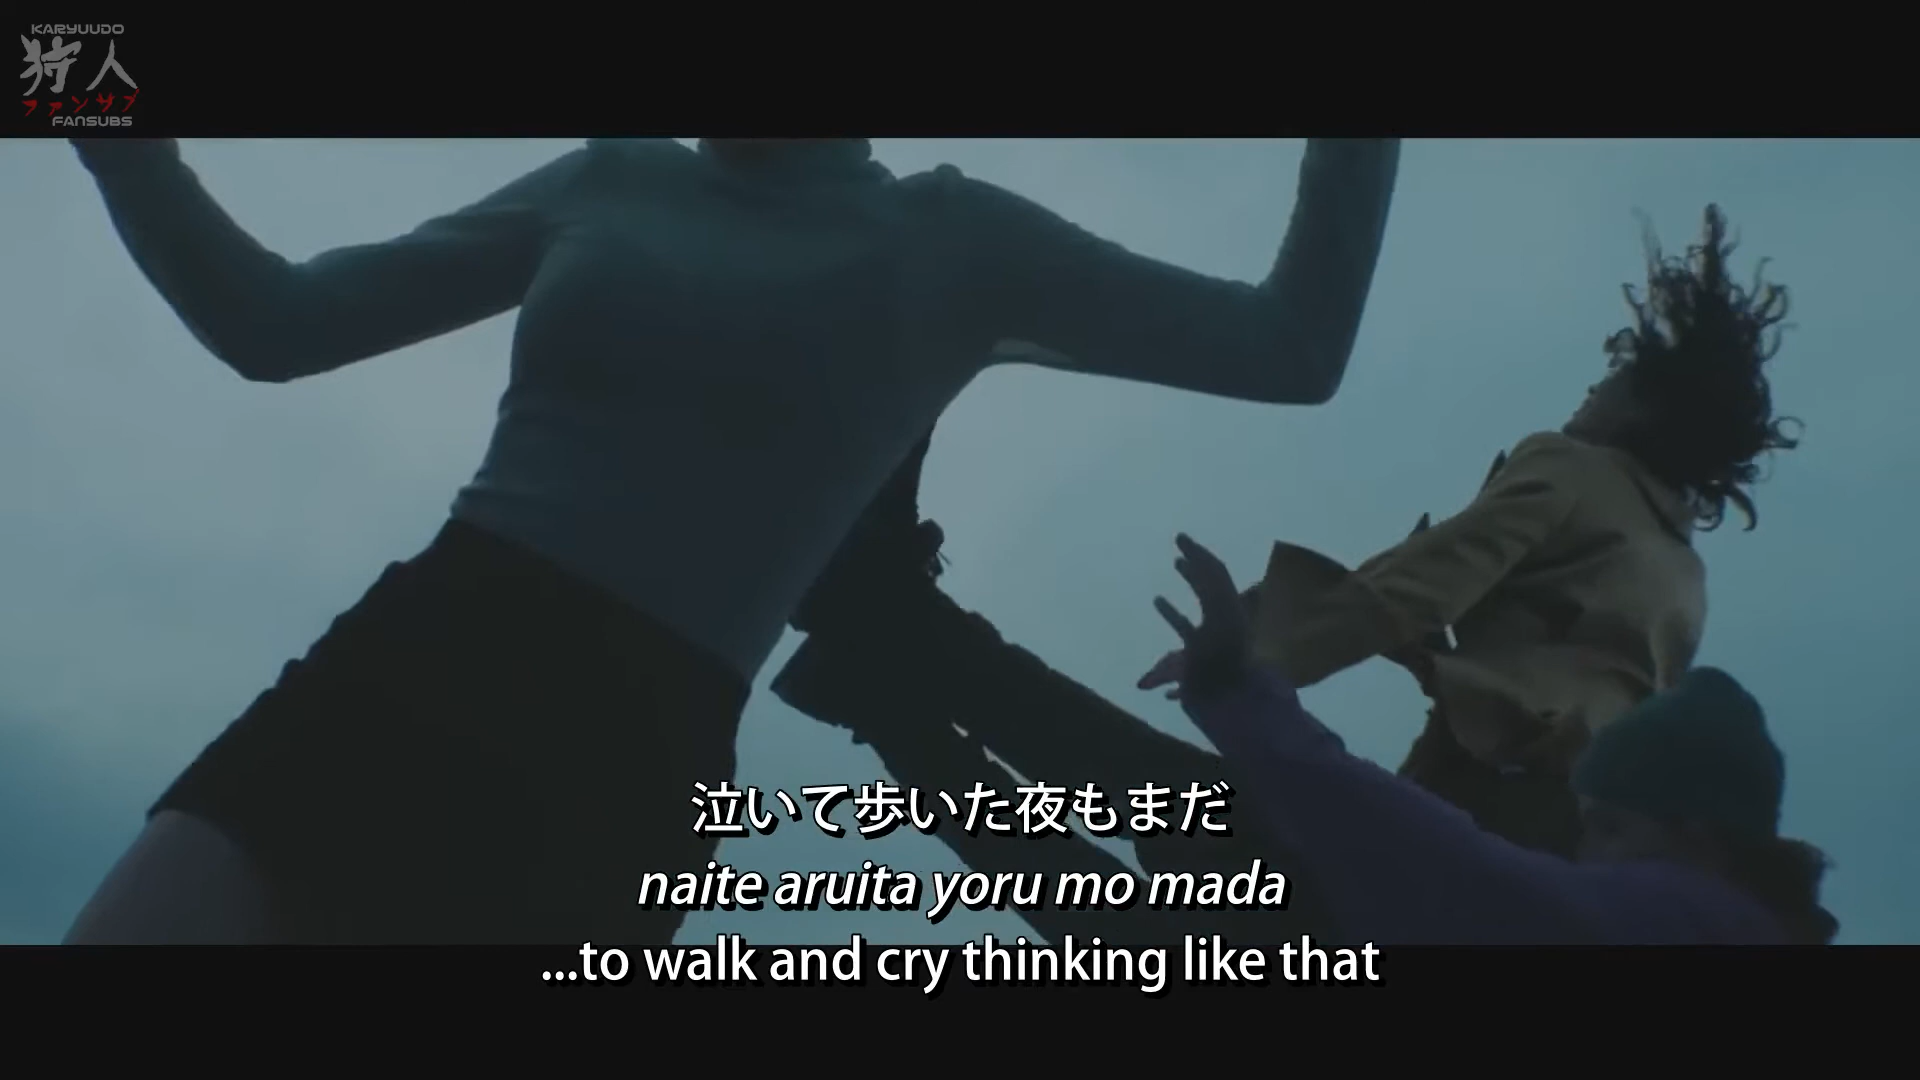 KARYUUDO
狩人
ファンサブ
FANSUBS
泣いて歩いた夜もまだ
naite aruita yoru mo mada
...to walk and cry thinking like that